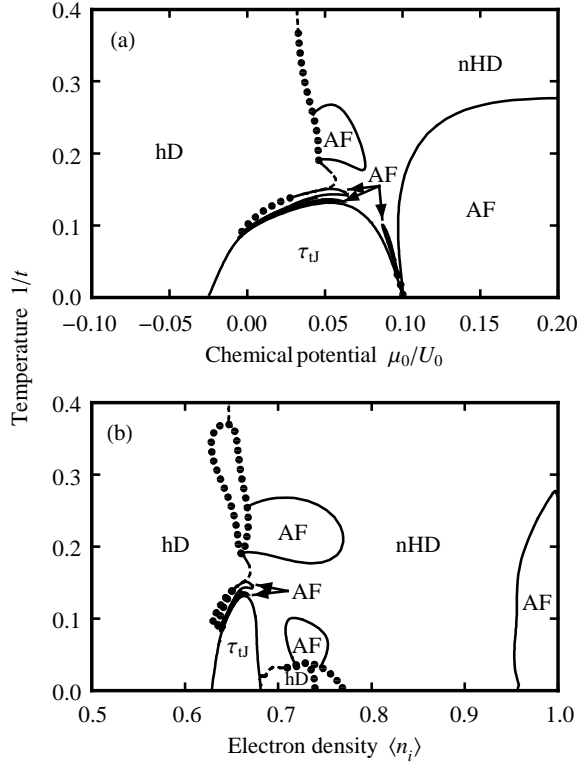 0.4
(a)
nHD
0.3
hD
AF
0.2
AF
AF
0.1
τtJ
0.0
−0.10 −0.05 0.00 0.05 0.10 0.15 0.20
Chemical potential μ0/U0
Temperature 1/t
0.4
(b)
0.3
AF
hD
nHD
0.2
AF
AF
0.1
τtJ
AF
hD
0.0
0.5 0.6 0.7 0.8 0.9 1.0
Electron density ⟨ni⟩